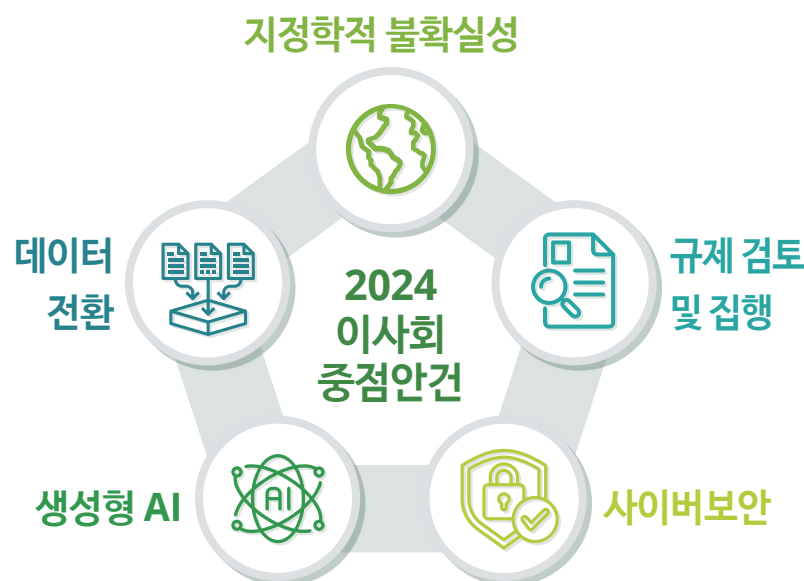 지정학적 불확실성
데이터
전환
2024
이사회
중점안건
규제 검토
및 집행
생성형 AI
AI
사이버보안